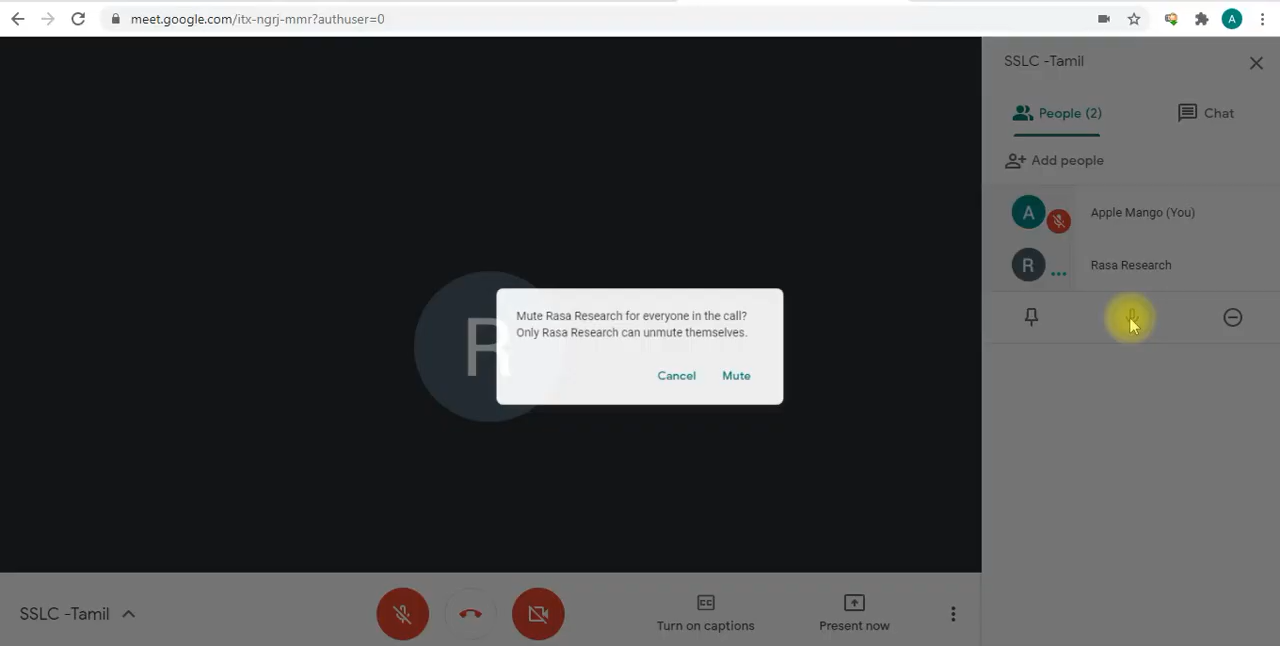 meet.google.com/itx-ngrj-mmr?authuser=0
A
SSLC -Tamil
People (2)
Chat
Add people
A
Apple Mango (You)
R
Rasa Research
R
Mute Rasa Research for everyone in the call?
Only Rasa Research can unmute themselves.
Cancel
Mute
SSLC -Tamil
CC
Turn on captions
Present now